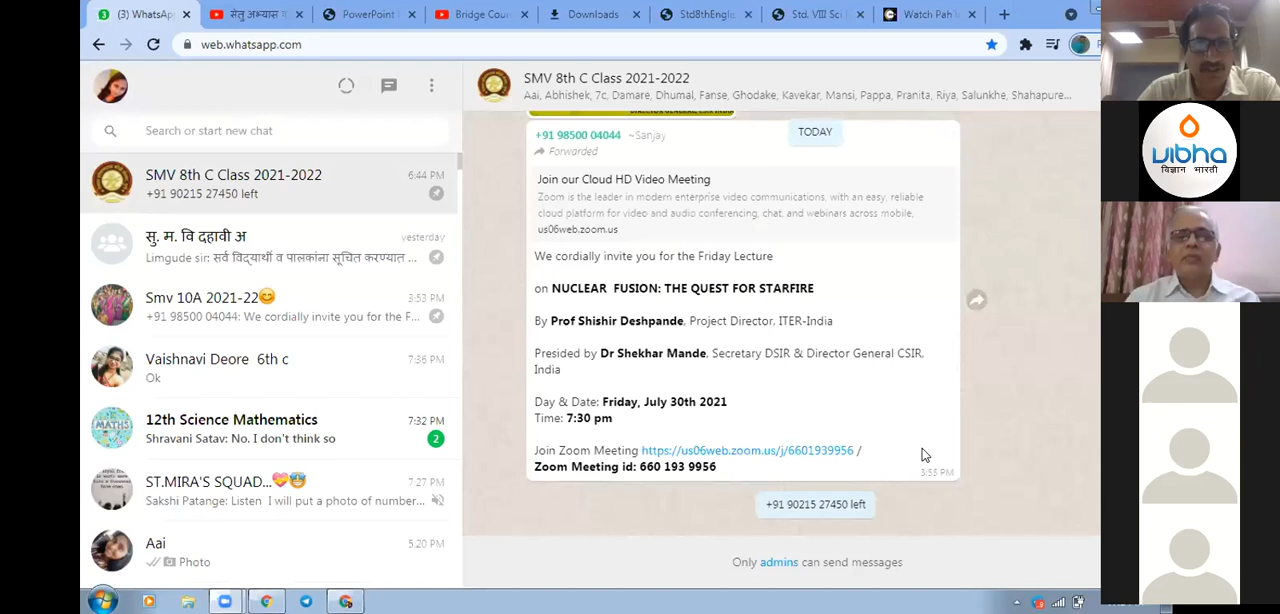 (3) WhatsAp
सेतु अभ्यास
PowerPoint
Bridge Cour
Downloads
Std8thEngli
Std. VIII Sci
Watch Pah
web.whatsapp.com
SMV 8th C Class 2021-2022
Aai, Abhishek, 7c, Damare, Dhumal, Fanse, Ghodake, Kavekar, Mansi, Pappa, Pranita, Riya, Salunkhe, Shahapure...
Search or start new chat
SMV 8th C Class 2021-2022
6:44 PM
+91 90215 27450 left
सु. म. वि दहावी अ
yesterday
Limgude sir: सर्व विद्यार्थी व पालकांना सूचित करण्यात ...
Smv 10A 2021-22😊
3:53 PM
+91 98500 04044: We cordially invite you for the F...
Vaishnavi Deore 6th c
7:36 PM
Ok
12th Science Mathematics
7:32 PM
Shravani Satav: No. I don't think so
2
ST.MIRA'S SQUAD...💝🤩
7:27 PM
Sakshi Patange: Listen I will put a photo of number...
Aai
5:20 PM
Photo
MATHS
DIRECTOR GENERAL, CSIR INDIA
TODAY
+91 98500 04044 ~Sanjay
Forwarded
Join our Cloud HD Video Meeting
Zoom is the leader in modern enterprise video communications, with an easy, reliable
cloud platform for video and audio conferencing, chat, and webinars across mobile,
us06web.zoom.us
We cordially invite you for the Friday Lecture
on NUCLEAR FUSION: THE QUEST FOR STARFIRE
By Prof Shishir Deshpande, Project Director, ITER-India
Presided by Dr Shekhar Mande, Secretary DSIR & Director General CSIR,
India
Day & Date: Friday, July 30th 2021
Time: 7:30 pm
Join Zoom Meeting https://us06web.zoom.us/j/6601939956 /
Zoom Meeting id: 660 193 9956
3:55 PM
+91 90215 27450 left
Only admins can send messages
vibha
विज्ञान भारती